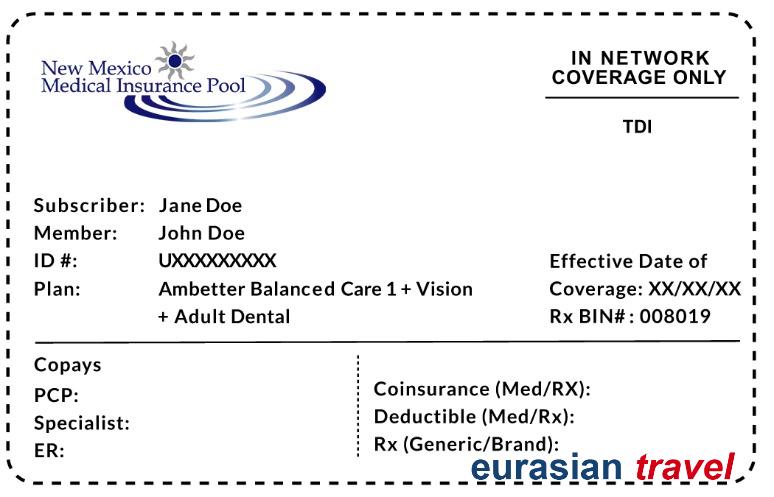 New Mexico
Medical Insurance Pool
IN NETWORK
COVERAGE ONLY
TDI
Subscriber: Jane Doe
Member: John Doe
ID #: UXXXXXXXXX
Plan: Ambetter Balanced Care 1 + Vision
+ Adult Dental
Effective Date of
Coverage: XX/XX/XX
Rx BIN# : 008019
Copays
PCP:
Specialist:
ER:
Coinsurance (Med/RX):
Deductible (Med/Rx):
Rx (Generic/Brand):
eurasian travel